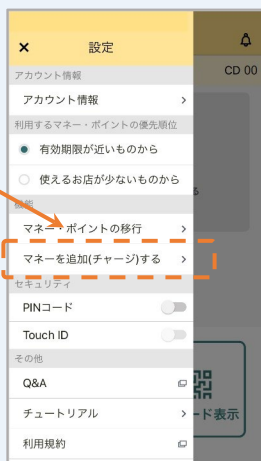 × 設定
CD 00
アカウント情報
アカウント情報 >
利用するマネー・ポイントの優先順位
有効期限が近いものから
使えるお店が少ないものから
る
機能
マネー・ポイントの移行 >
マネーを追加(チャージ)する >
セキュリティ
PINコード
Touch ID
その他
Q&A
チュートリアル >
ード表示
利用規約